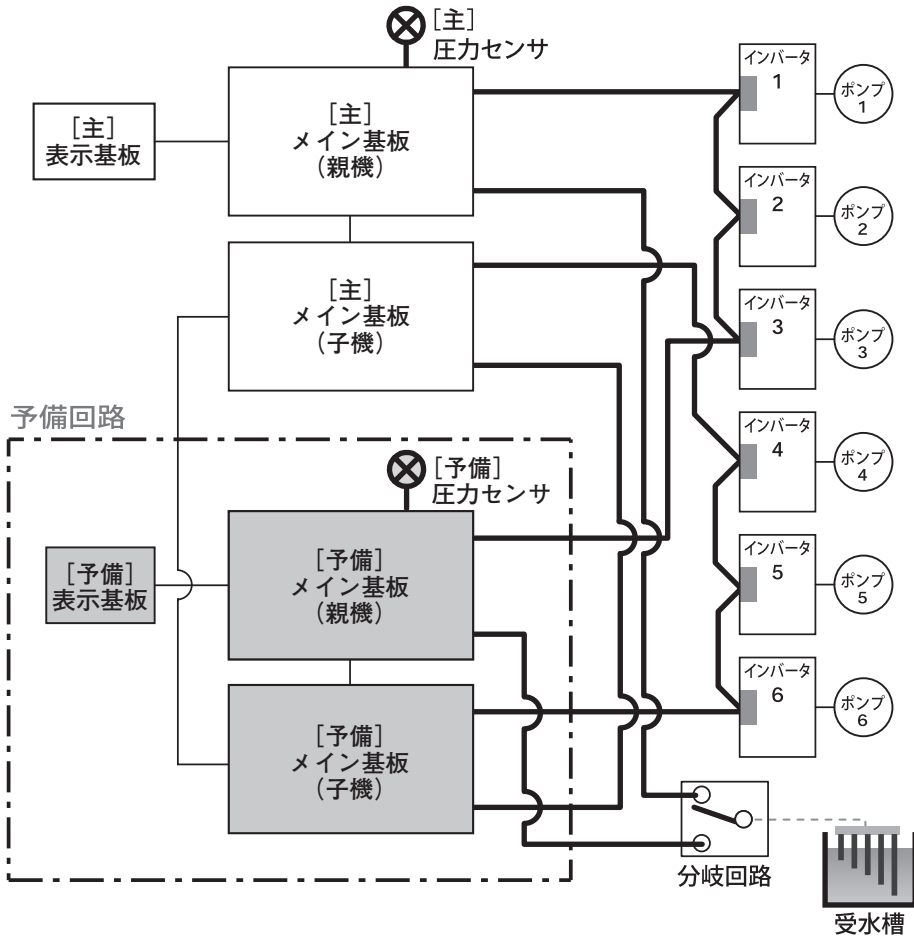 ［主］
圧力センサ
［主］
メイン基板
（親機）
［主］
表示基板
［主］
メイン基板
（子機）
予備回路
［予備］
圧力センサ
［予備］
メイン基板
（親機）
［予備］
表示基板
［予備］
メイン基板
（子機）
インバータ
1
ポンプ
1
インバータ
2
ポンプ
2
インバータ
3
ポンプ
3
インバータ
4
ポンプ
4
インバータ
5
ポンプ
5
インバータ
6
ポンプ
6
分岐回路
受水槽